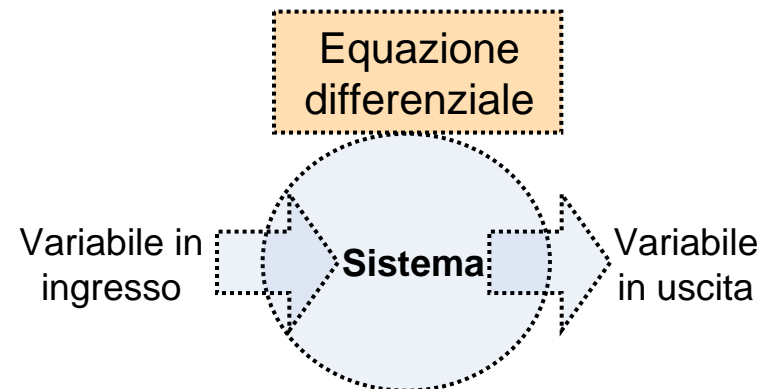 Equazione
differenziale
Variabile in
ingresso
Sistema
Variabile
in uscita